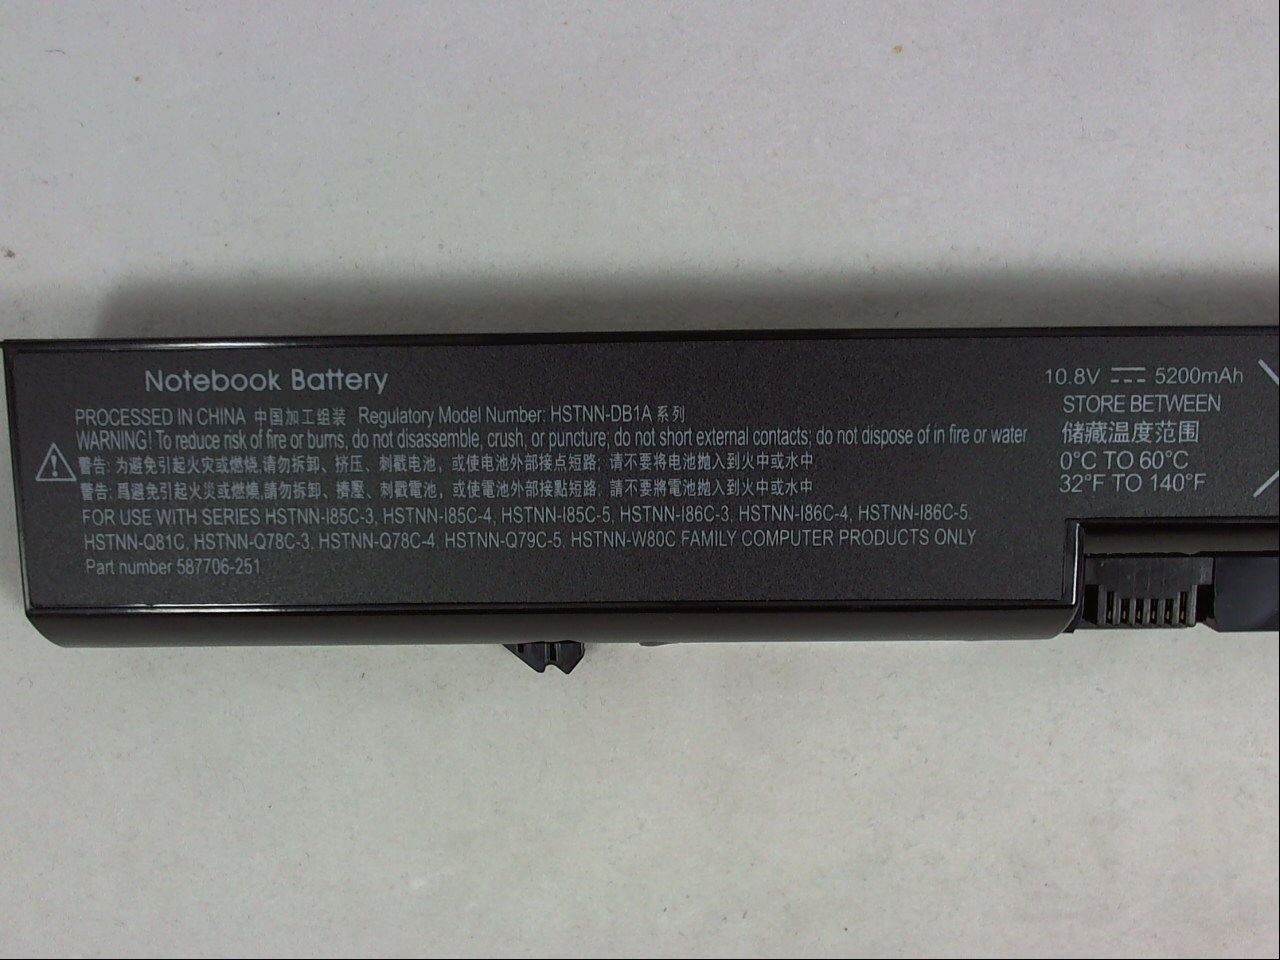 Notebook Battery
PROCESSED IN CHINA 中国加工组装 Regulatory Model Number: HSTNN-DB1A 系列
WARNING! To reduce risk of fire or burns, do not disassemble, crush, or puncture; do not short external contacts; do not dispose of in fire or water
警告: 为避免引起火灾或燃烧,请勿拆卸、挤压、刺戳电池，或使电池外部接点短路; 请不要将电池抛入到火中或水中
警告: 爲避免引起火災或燃燒,請勿拆卸、擠壓、刺戳電池，或使電池外部接點短路; 請不要將電池抛入到火中或水中
FOR USE WITH SERIES HSTNN-I85C-3, HSTNN-I85C-4, HSTNN-I85C-5, HSTNN-I86C-3, HSTNN-I86C-4, HSTNN-I86C-5,
HSTNN-Q81C, HSTNN-Q78C-3, HSTNN-Q78C-4, HSTNN-Q79C-5, HSTNN-W80C FAMILY COMPUTER PRODUCTS ONLY
Part number 587706-251
10.8V ⎓ 5200mAh
STORE BETWEEN
储藏温度范围
0°C TO 60°C
32°F TO 140°F